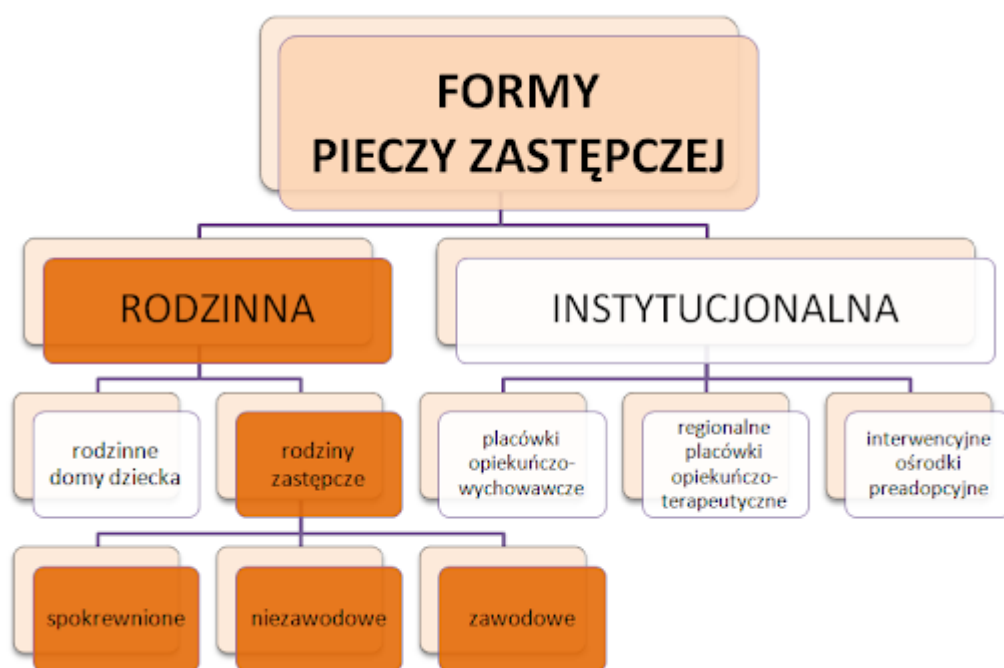 FORMY
PIECZY ZASTĘPCZEJ
RODZINNA
INSTYTUCJONALNA
rodzinne
domy dziecka
rodziny
zastępcze
placówki
opiekuńczo-
wychowawcze
regionalne
placówki
opiekuńczo-
terapeutyczne
interwencyjne
ośrodki
preadopcyjne
spokrewnione
niezawodowe
zawodowe